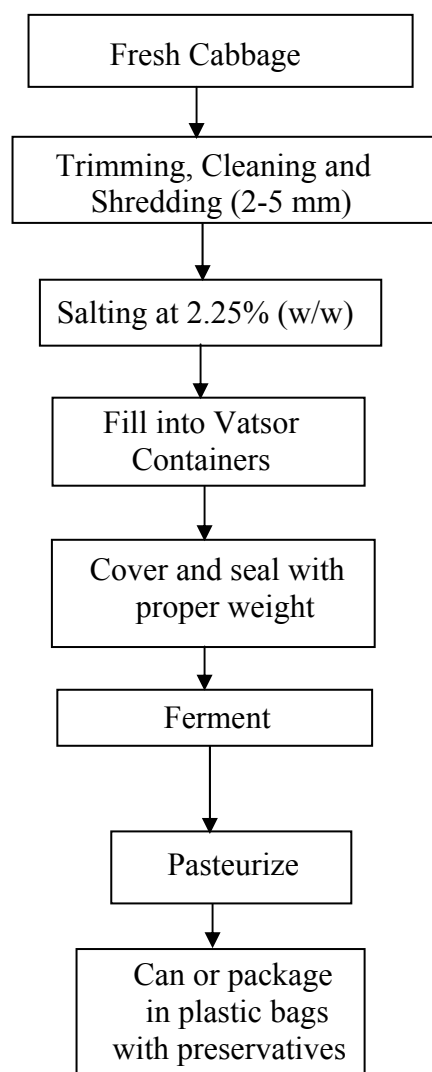 Fresh Cabbage
Trimming, Cleaning and
Shredding (2-5 mm)
Salting at 2.25% (w/w)
Fill into Vatsor
Containers
Cover and seal with
proper weight
Ferment
Pasteurize
Can or package
in plastic bags
with preservatives